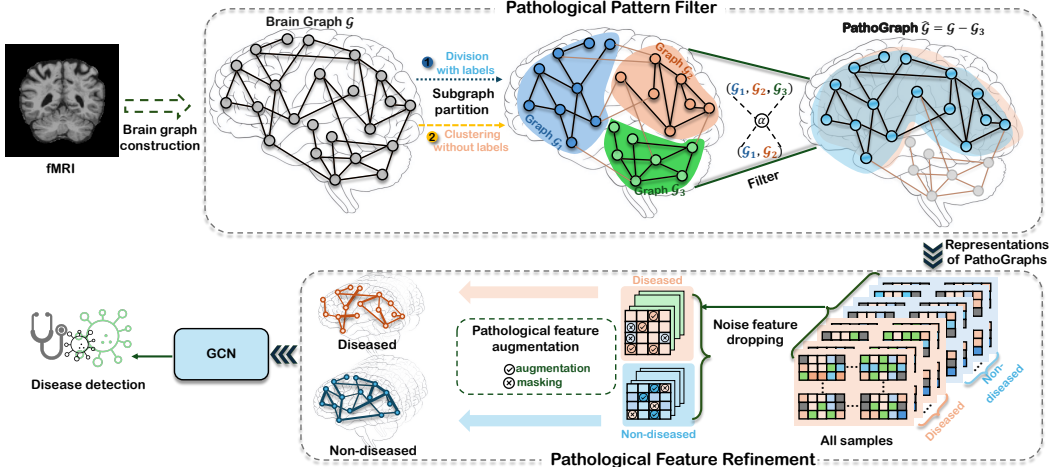 Pathological Pattern Filter
Brain Graph 𝒢
PathoGraph 𝒢̂ = 𝒢 − 𝒢₃
fMRI
Brain graph
construction
1 Division
with labels
Subgraph
partition
2 Clustering
without labels
Graph 𝒢₁
Graph 𝒢₂
Graph 𝒢₃
(𝒢₁, 𝒢₂, 𝒢₃)
α
(𝒢₁, 𝒢₂)
Filter
Representations
of PathoGraphs
Disease detection
GCN
Diseased
Non-diseased
Pathological feature
augmentation
augmentation
masking
Diseased
Non-diseased
Noise feature
dropping
All samples
Diseased
Non-
diseased
Pathological Feature Refinement